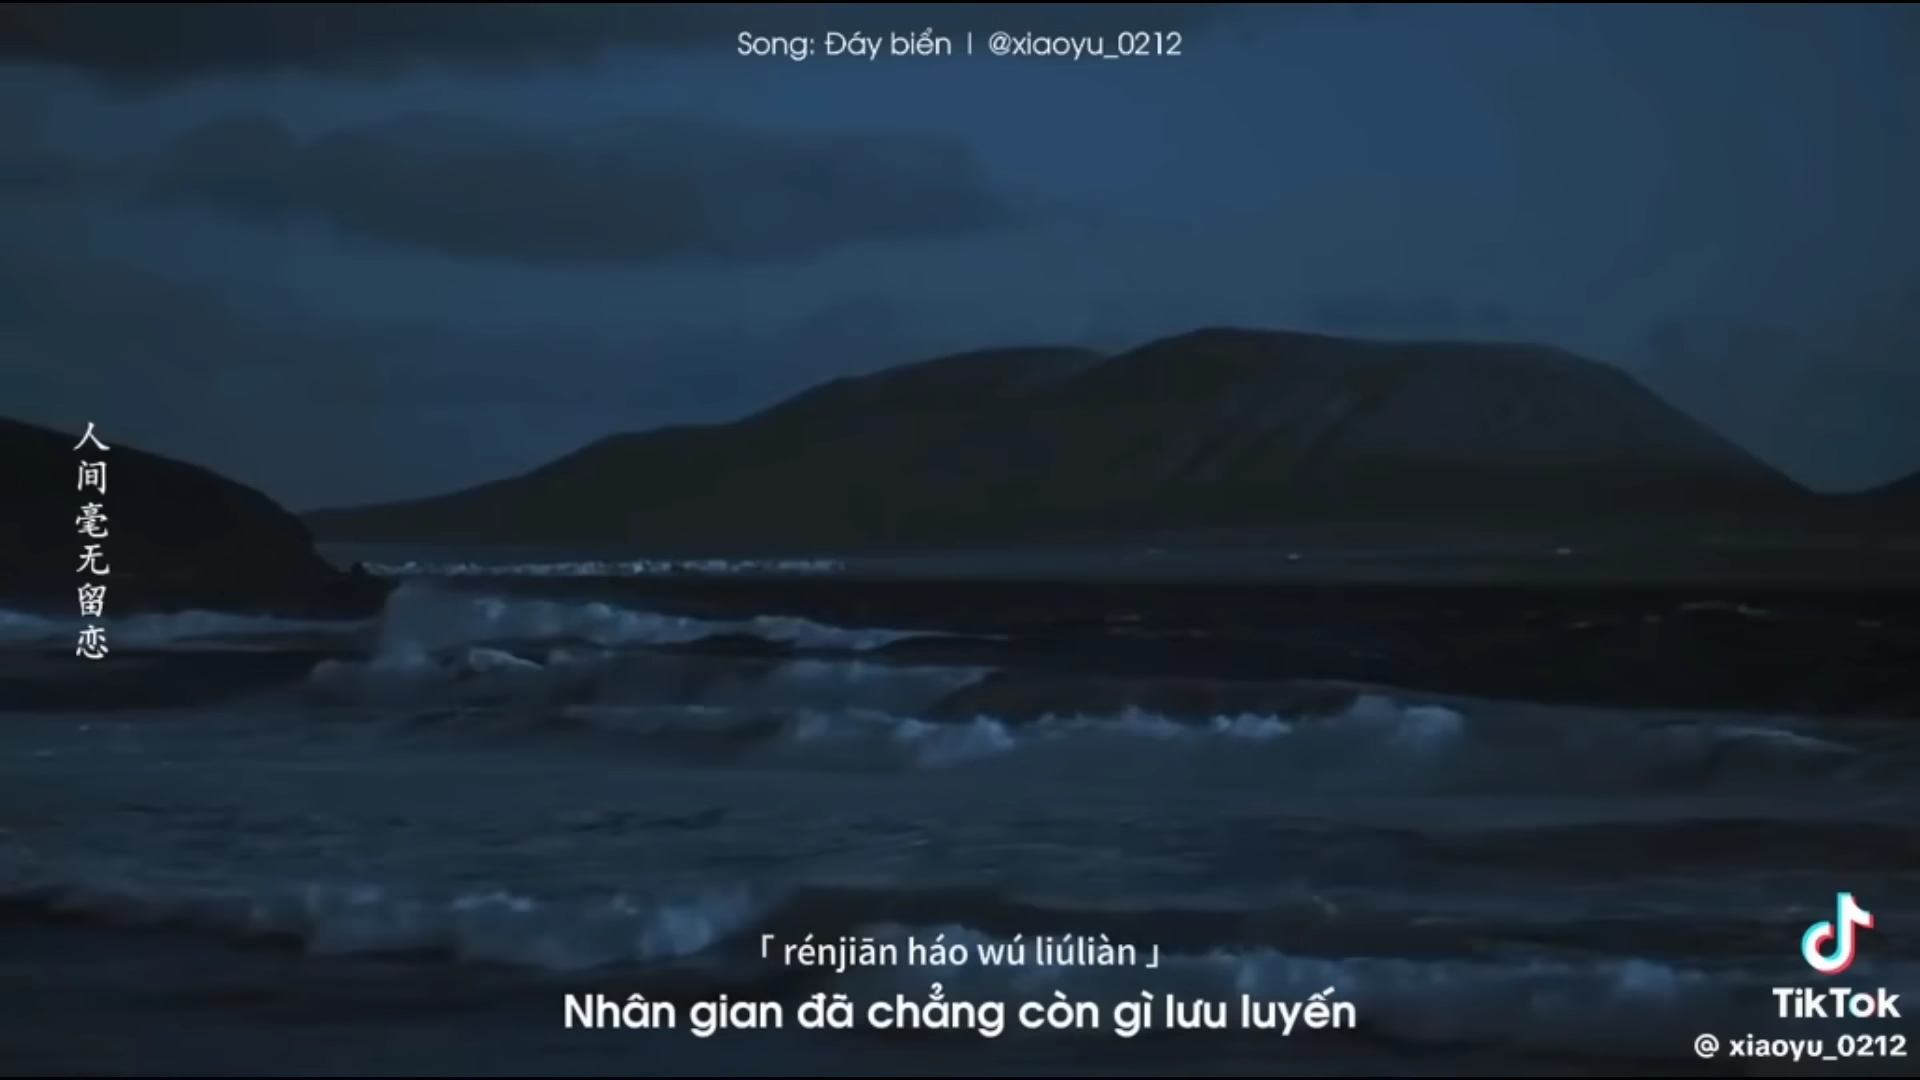 Song: Đáy biển | @xiaoyu_0212
人间毫无留恋
「 rénjiān háo wú liúliàn 」
Nhân gian đã chẳng còn gì lưu luyến
TikTok
@ xiaoyu_0212